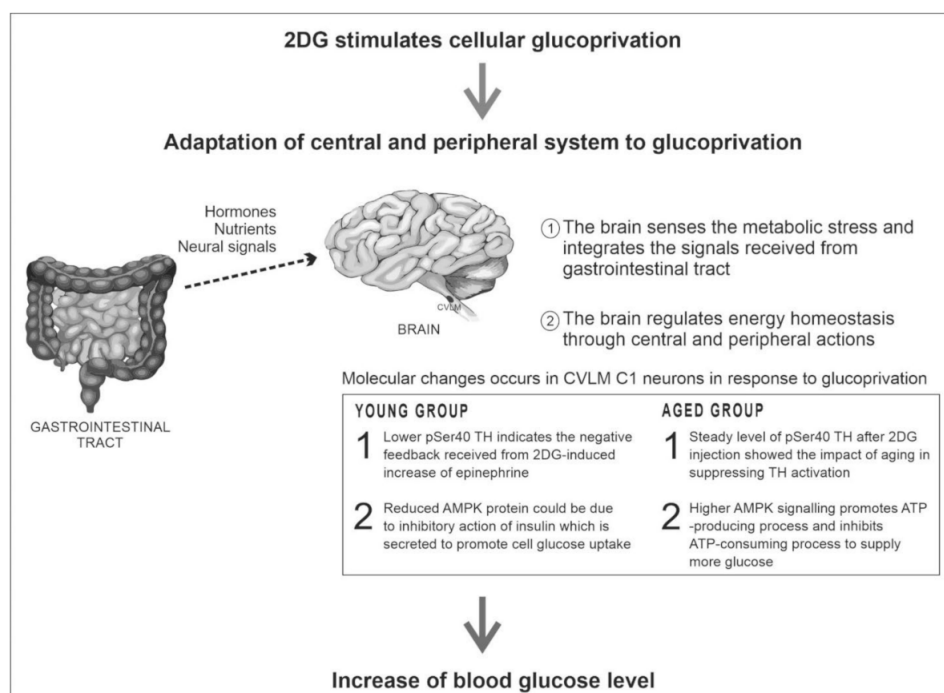 2DG stimulates cellular glucoprivation
Adaptation of central and peripheral system to glucoprivation
Hormones
Nutrients
Neural signals
GASTROINTESTINAL
TRACT
CVLM
BRAIN
1 The brain senses the metabolic stress and
integrates the signals received from
gastrointestinal tract
2 The brain regulates energy homeostasis
through central and peripheral actions
Molecular changes occurs in CVLM C1 neurons in response to glucoprivation
YOUNG GROUP
1 Lower pSer40 TH indicates the negative
feedback received from 2DG-induced
increase of epinephrine
2 Reduced AMPK protein could be due
to inhibitory action of insulin which is
secreted to promote cell glucose uptake
AGED GROUP
1 Steady level of pSer40 TH after 2DG
injection showed the impact of aging in
suppressing TH activation
2 Higher AMPK signalling promotes ATP
-producing process and inhibits
ATP-consuming process to supply
more glucose
Increase of blood glucose level